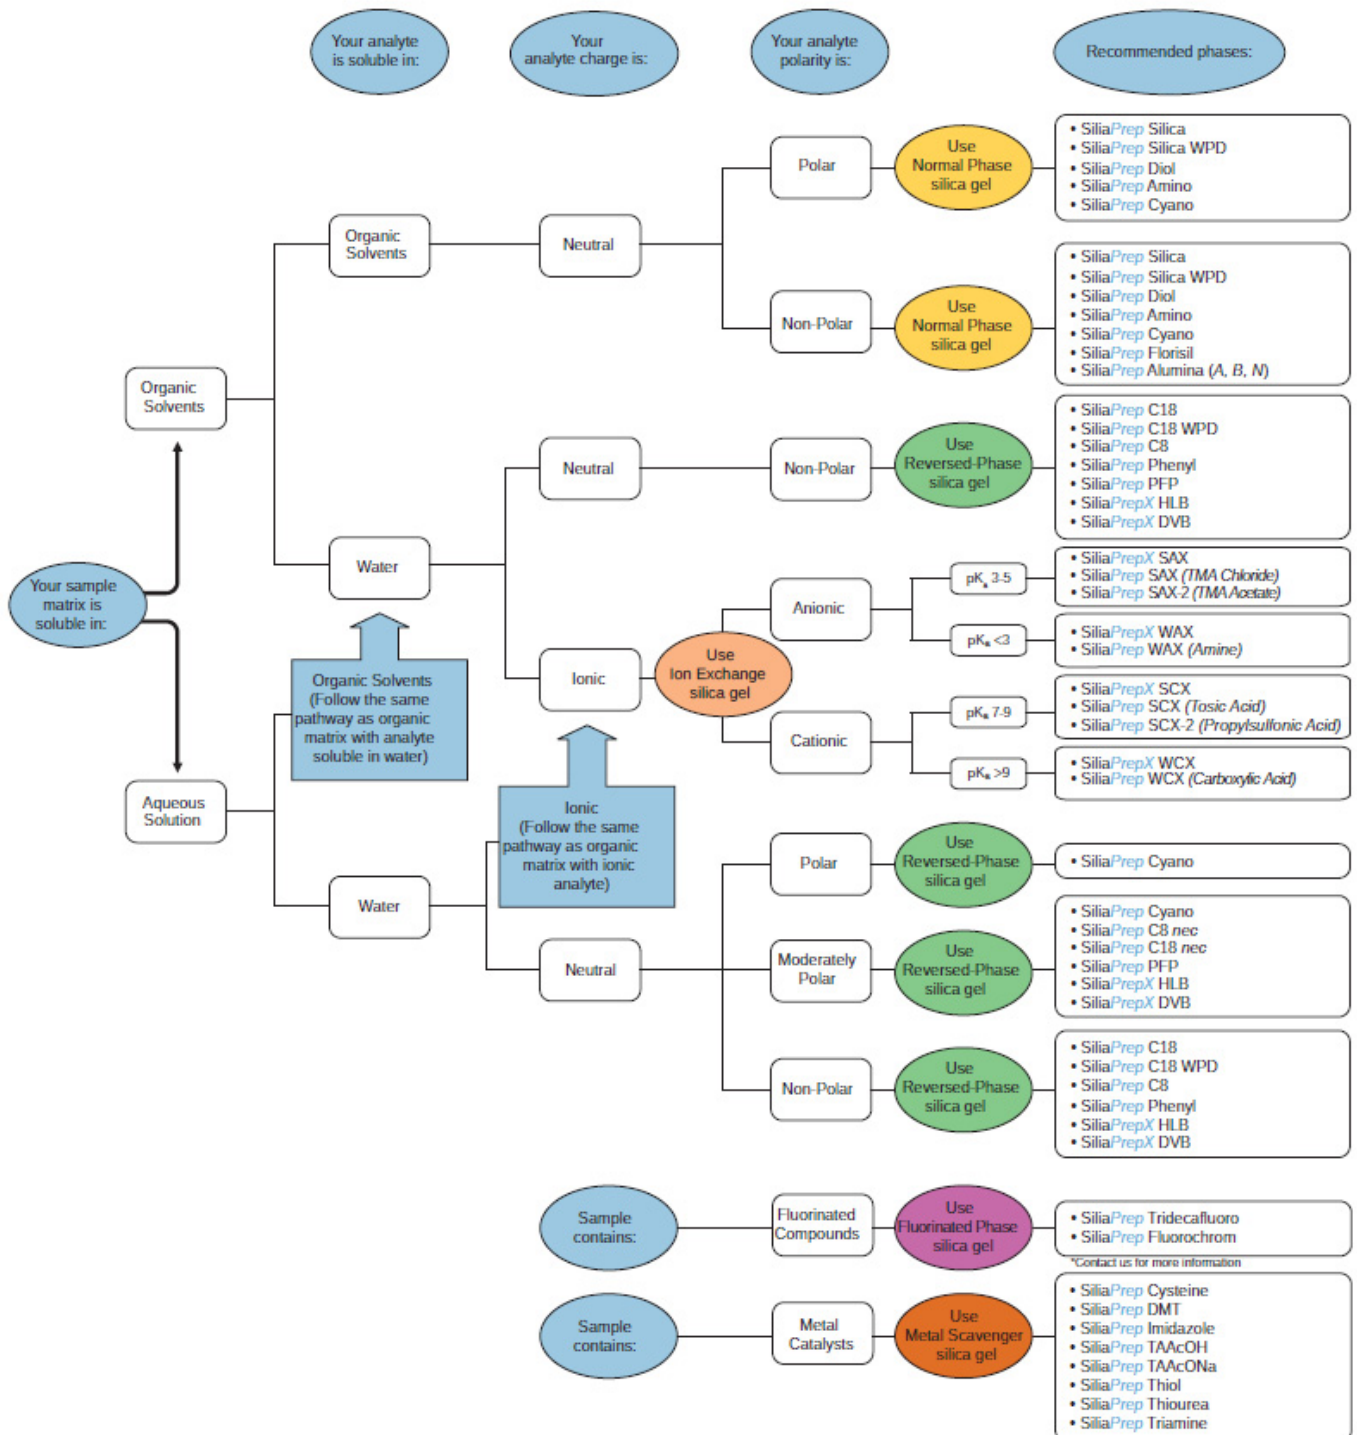 Your analyte
is soluble in:
Your
analyte charge is:
Your analyte
polarity is:
Recommended phases:
Polar
Use
Normal Phase
silica gel
• SiliaPrep Silica
• SiliaPrep Silica WPD
• SiliaPrep Diol
• SiliaPrep Amino
• SiliaPrep Cyano
Organic
Solvents
Neutral
Non-Polar
Use
Normal Phase
silica gel
• SiliaPrep Silica
• SiliaPrep Silica WPD
• SiliaPrep Diol
• SiliaPrep Amino
• SiliaPrep Cyano
• SiliaPrep Florisil
• SiliaPrep Alumina (A, B, N)
Organic
Solvents
Neutral
Non-Polar
Use
Reversed-Phase
silica gel
• SiliaPrep C18
• SiliaPrep C18 WPD
• SiliaPrep C8
• SiliaPrep Phenyl
• SiliaPrep PFP
• SiliaPrepX HLB
• SiliaPrepX DVB
Your sample
matrix is
soluble in:
Water
Organic Solvents
(Follow the same
pathway as organic
matrix with analyte
soluble in water)
Ionic
Use
Ion Exchange
silica gel
Anionic
pKa 3-5
• SiliaPrepX SAX
• SiliaPrep SAX (TMA Chloride)
• SiliaPrep SAX-2 (TMA Acetate)
pKa <3
• SiliaPrepX WAX
• SiliaPrep WAX (Amine)
Cationic
pKa 7-9
• SiliaPrepX SCX
• SiliaPrep SCX (Tosic Acid)
• SiliaPrep SCX-2 (Propylsulfonic Acid)
pKa >9
• SiliaPrepX WCX
• SiliaPrep WCX (Carboxylic Acid)
Aqueous
Solution
Ionic
(Follow the same
pathway as organic
matrix with ionic
analyte)
Water
Neutral
Polar
Use
Reversed-Phase
silica gel
• SiliaPrep Cyano
Moderately
Polar
Use
Reversed-Phase
silica gel
• SiliaPrep Cyano
• SiliaPrep C8 nec
• SiliaPrep C18 nec
• SiliaPrep PFP
• SiliaPrepX HLB
• SiliaPrepX DVB
Non-Polar
Use
Reversed-Phase
silica gel
• SiliaPrep C18
• SiliaPrep C18 WPD
• SiliaPrep C8
• SiliaPrep Phenyl
• SiliaPrepX HLB
• SiliaPrepX DVB
Sample
contains:
Fluorinated
Compounds
Use
Fluorinated Phase
silica gel
• SiliaPrep Tridecafluoro
• SiliaPrep Fluorochrom
*Contact us for more information
Sample
contains:
Metal
Catalysts
Use
Metal Scavenger
silica gel
• SiliaPrep Cysteine
• SiliaPrep DMT
• SiliaPrep Imidazole
• SiliaPrep TAAcOH
• SiliaPrep TAAcONa
• SiliaPrep Thiol
• SiliaPrep Thiourea
• SiliaPrep Triamine